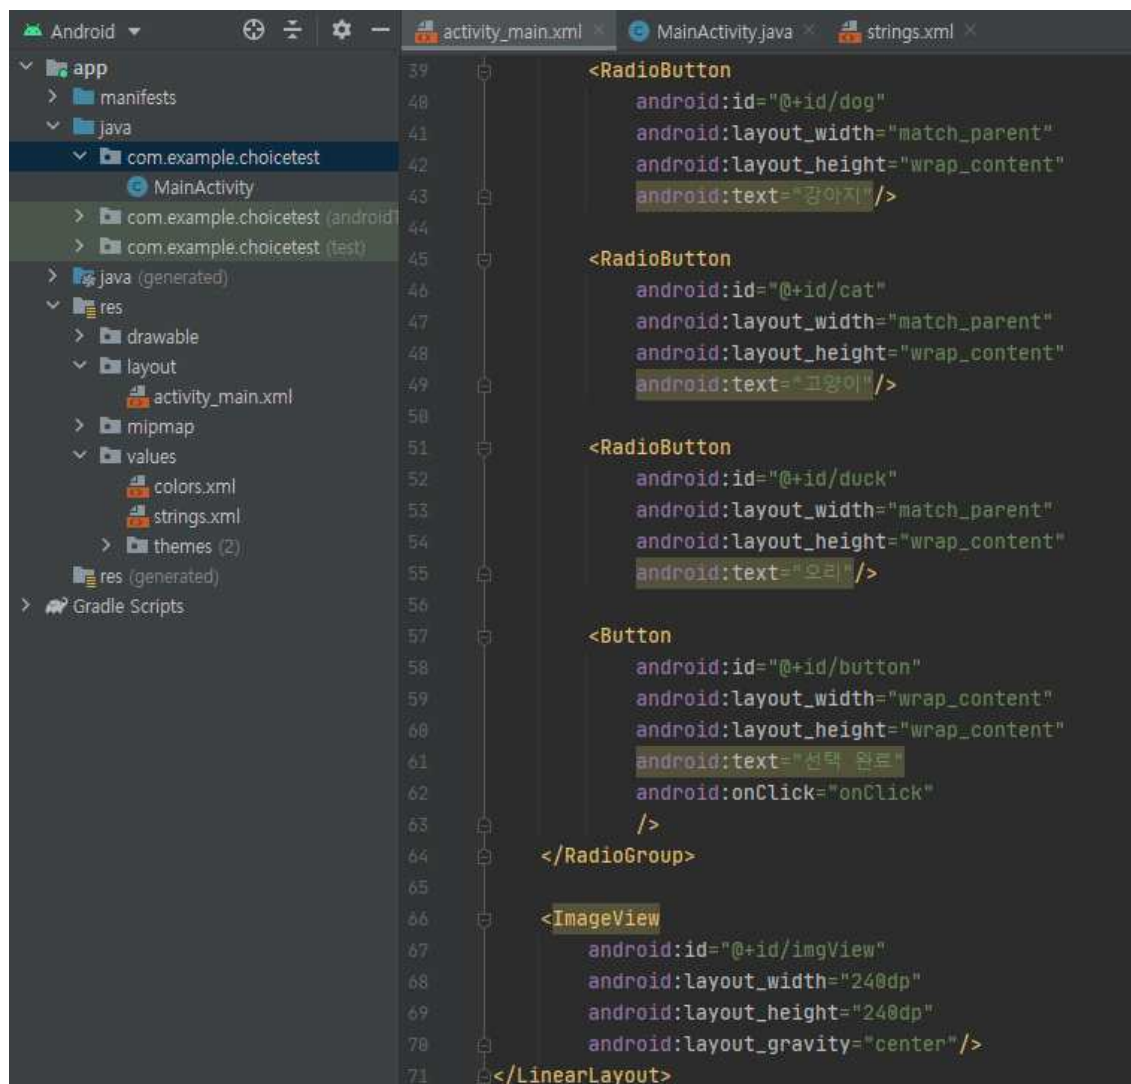 Android
app
manifests
java
com.example.choicetest
MainActivity
com.example.choicetest (android
com.example.choicetest (test)
java (generated)
res
drawable
layout
activity_main.xml
mipmap
values
colors.xml
strings.xml
themes (2)
res (generated)
Gradle Scripts
activity_main.xml
MainActivity.java
strings.xml
39 <RadioButton
40 android:id="@+id/dog"
41 android:layout_width="match_parent"
42 android:layout_height="wrap_content"
43 android:text="강아지"/>
44
45 <RadioButton
46 android:id="@+id/cat"
47 android:layout_width="match_parent"
48 android:layout_height="wrap_content"
49 android:text="고양이"/>
50
51 <RadioButton
52 android:id="@+id/duck"
53 android:layout_width="match_parent"
54 android:layout_height="wrap_content"
55 android:text="오리"/>
56
57 <Button
58 android:id="@+id/button"
59 android:layout_width="wrap_content"
60 android:layout_height="wrap_content"
61 android:text="선택 완료"
62 android:onClick="onClick"
63 />
64 </RadioGroup>
65
66 <ImageView
67 android:id="@+id/imgView"
68 android:layout_width="240dp"
69 android:layout_height="240dp"
70 android:layout_gravity="center"/>
71 </LinearLayout>